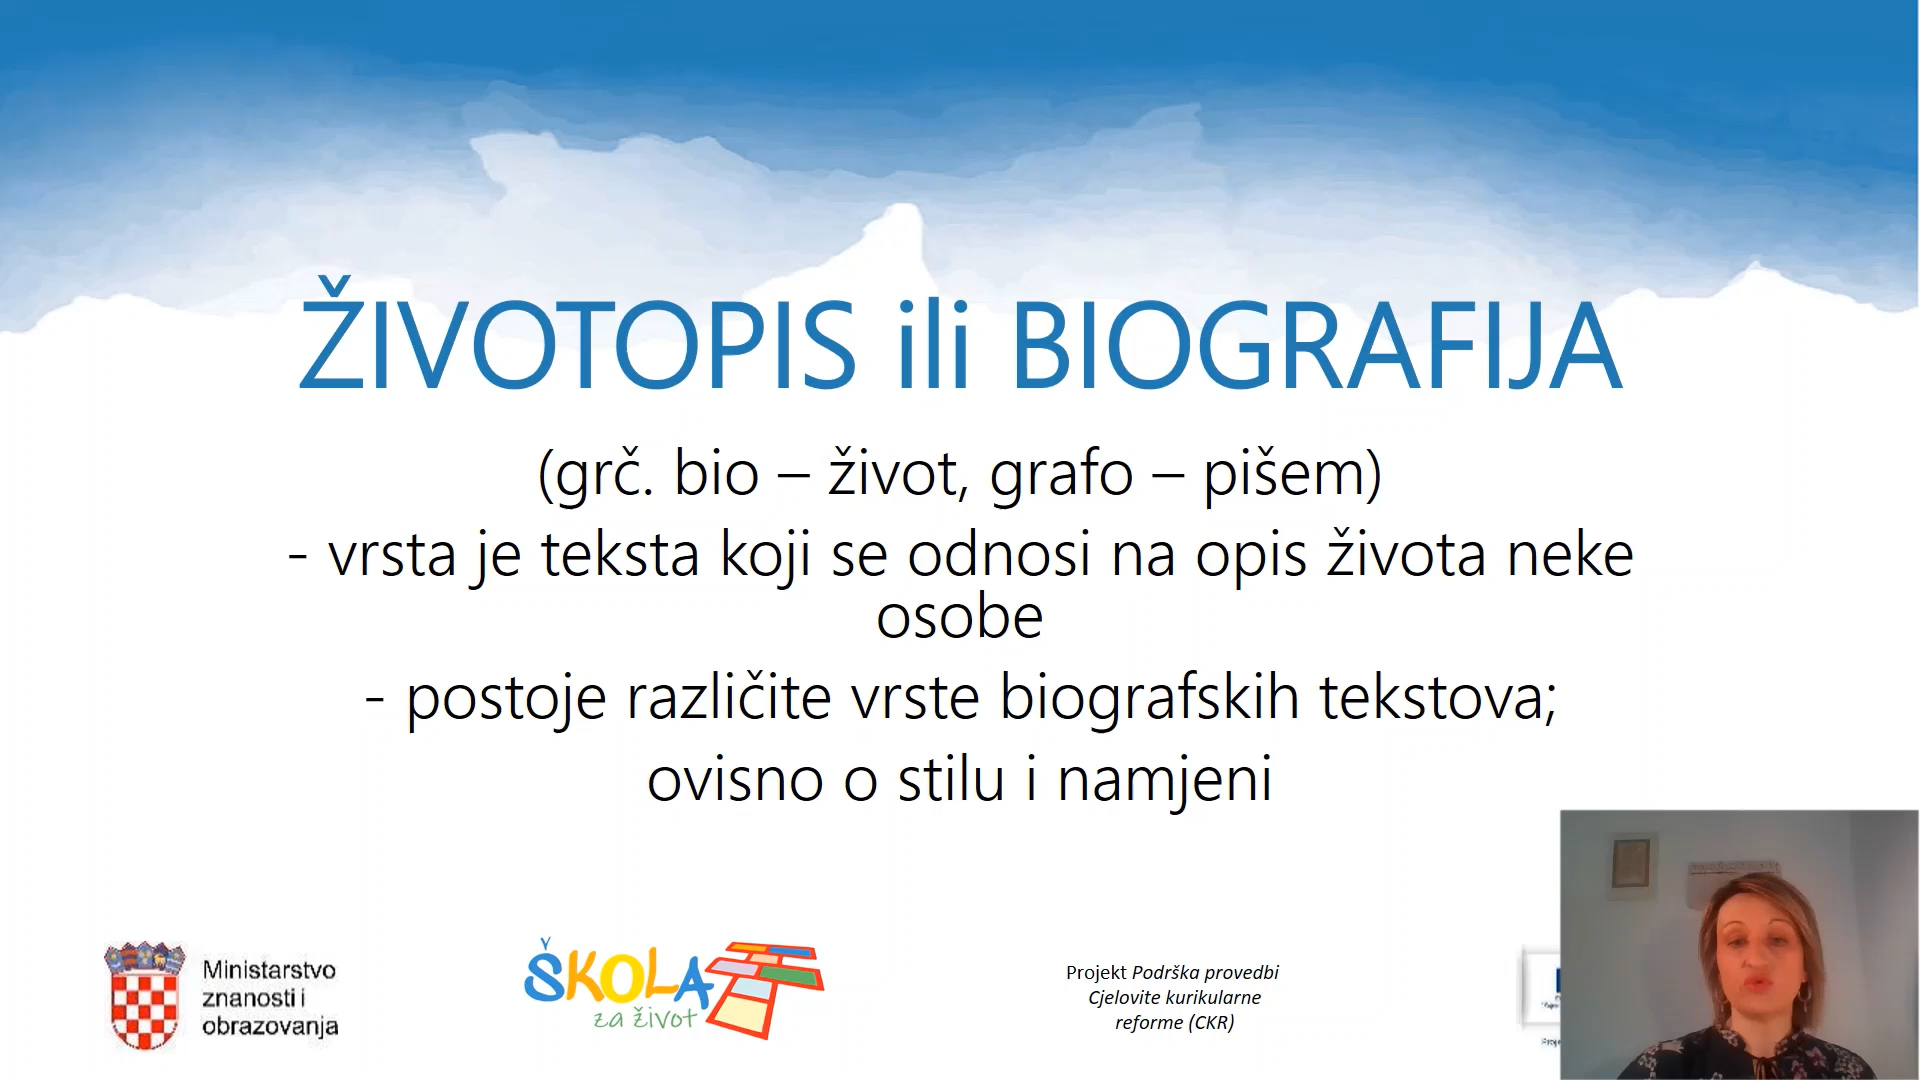 ŽIVOTOPIS ili BIOGRAFIJA
(grč. bio – život, grafo – pišem)
- vrsta je teksta koji se odnosi na opis života neke
osobe
- postoje različite vrste biografskih tekstova;
ovisno o stilu i namjeni
Ministarstvo
znanosti i
obrazovanja
ŠKOLA
za život
Projekt Podrška provedbi
Cjelovite kurikularne
reforme (CKR)